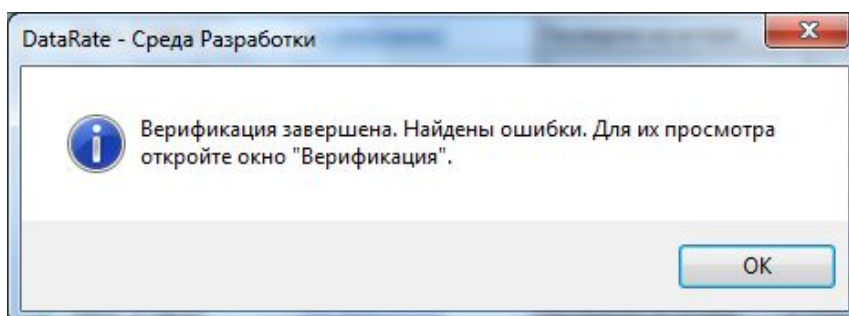 DataRate - Среда Разработки
Верификация завершена. Найдены ошибки. Для их просмотра
откройте окно "Верификация".
OK